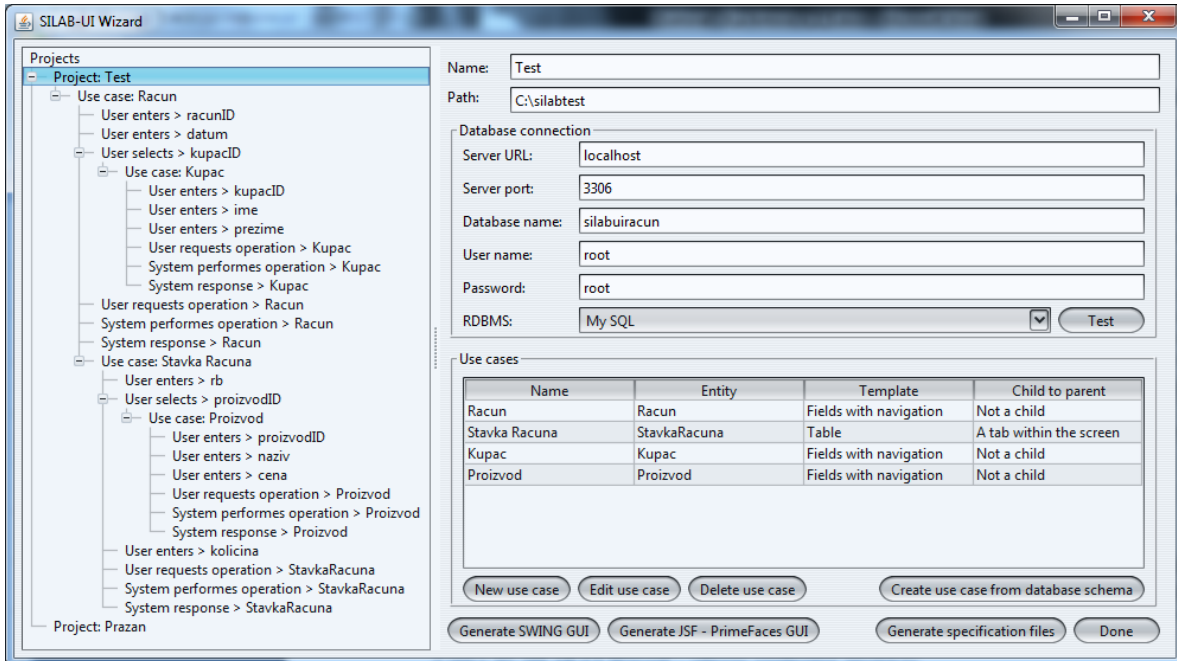 SILAB-UI Wizard
Projects
Project: Test
Use case: Racun
User enters > racunID
User enters > datum
User selects > kupacID
Use case: Kupac
User enters > kupacID
User enters > ime
User enters > prezime
User requests operation > Kupac
System performes operation > Kupac
System response > Kupac
User requests operation > Racun
System performes operation > Racun
System response > Racun
Use case: Stavka Racuna
User enters > rb
User selects > proizvodID
Use case: Proizvod
User enters > proizvodID
User enters > naziv
User enters > cena
User requests operation > Proizvod
System performes operation > Proizvod
System response > Proizvod
User enters > kolicina
User requests operation > StavkaRacuna
System performes operation > StavkaRacuna
System response > StavkaRacuna
Project: Prazan
Name: Test
Path: C:\silabtest
Database connection
Server URL: localhost
Server port: 3306
Database name: silabuiracun
User name: root
Password: root
RDBMS: My SQL Test
Use cases
Name Entity Template Child to parent
Racun Racun Fields with navigation Not a child
Stavka Racuna StavkaRacuna Table A tab within the screen
Kupac Kupac Fields with navigation Not a child
Proizvod Proizvod Fields with navigation Not a child
New use case Edit use case Delete use case Create use case from database schema
Generate SWING GUI Generate JSF - PrimeFaces GUI Generate specification files Done